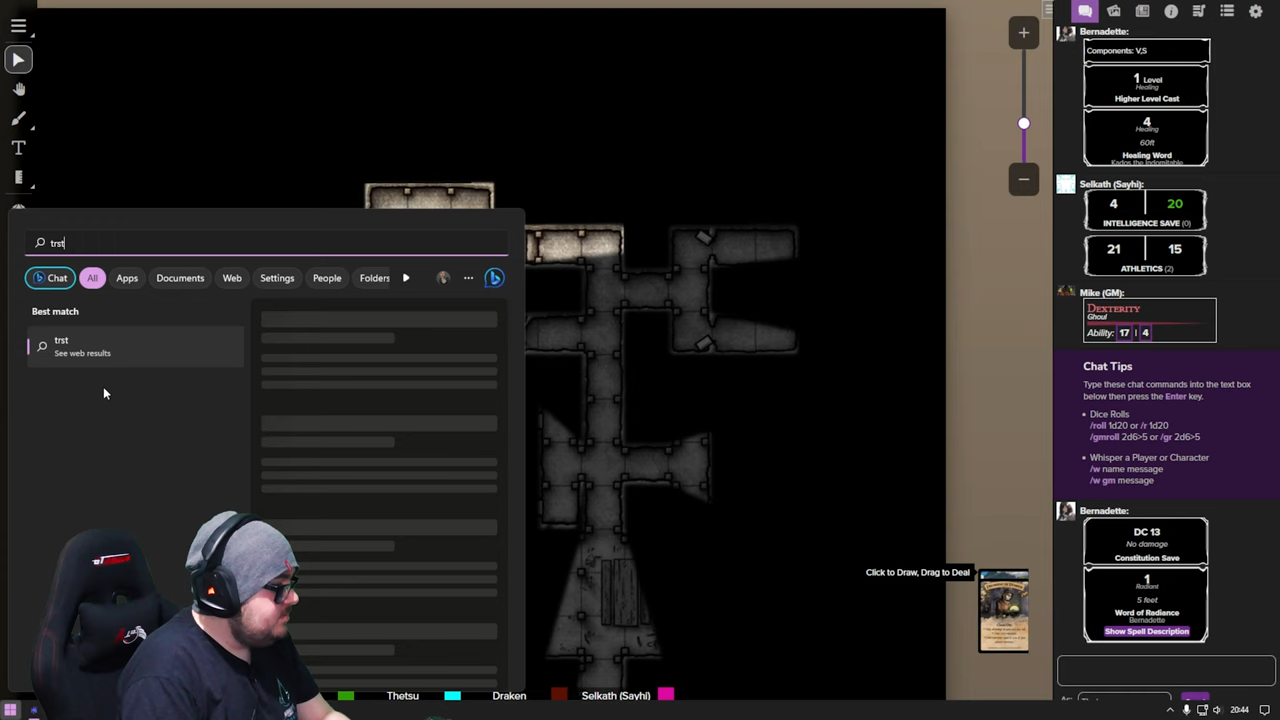 trst
Chat
All
Apps
Documents
Web
Settings
People
Folders
Best match
trst
See web results
Click to Draw, Drag to Deal
Thetsu
Draken
Selkath (Sayhi)
Bernadette:
Components: V,S
1 Level
Healing
Higher Level Cast
4
Healing
60ft
Healing Word
Kados the Indomitable
Selkath (Sayhi):
4 20
INTELLIGENCE SAVE (0)
21 15
ATHLETICS (2)
Mike (GM):
DEXTERITY
Ghoul
Ability: 17 | 4
Chat Tips
Type these chat commands into the text box
below then press the Enter key.
• Dice Rolls
/roll 1d20 or /r 1d20
/gmroll 2d6>5 or /gr 2d6>5
• Whisper a Player or Character
/w name message
/w gm message
Bernadette:
DC 13
No damage
Constitution Save
1
Radiant
5 feet
Word of Radiance
Bernadette
Show Spell Description
20:44